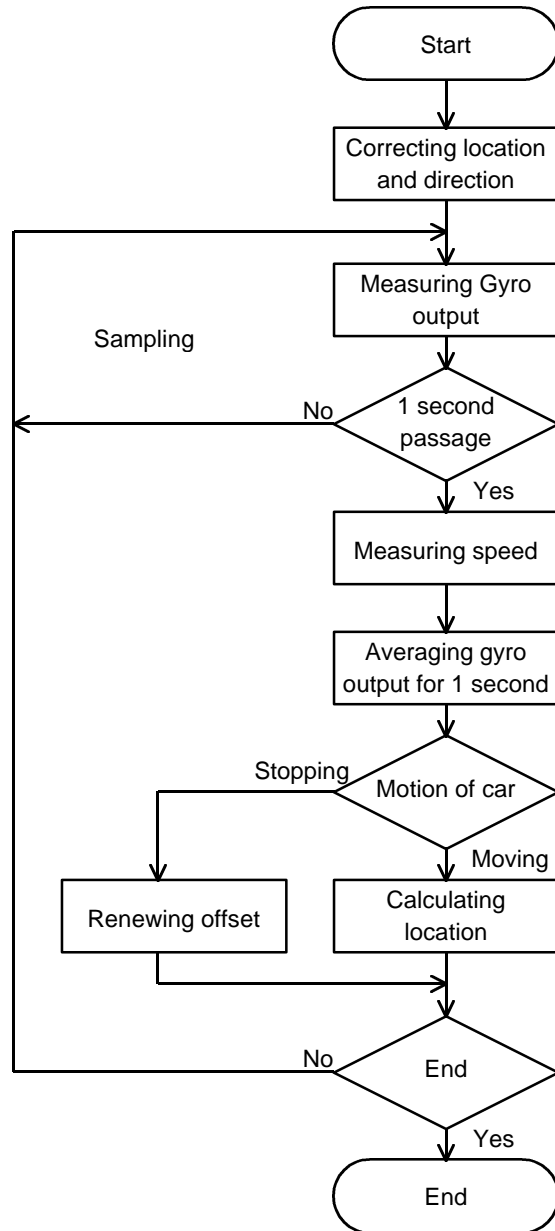 Start
Correcting location
and direction
Measuring Gyro
output
Sampling
1 second
passage
No
Yes
Measuring speed
Averaging gyro
output for 1 second
Motion of car
Stopping
Moving
Renewing offset
Calculating
location
End
No
Yes
End